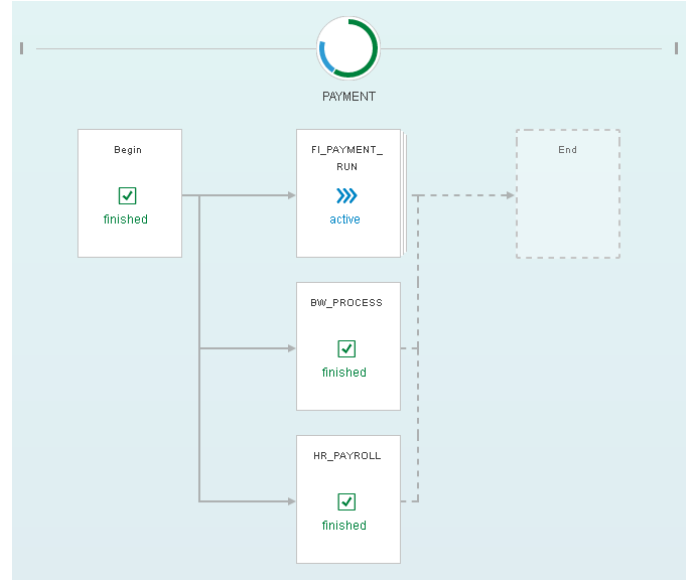 PAYMENT
Begin
finished
FI_PAYMENT_
RUN
active
End
BW_PROCESS
finished
HR_PAYROLL
finished